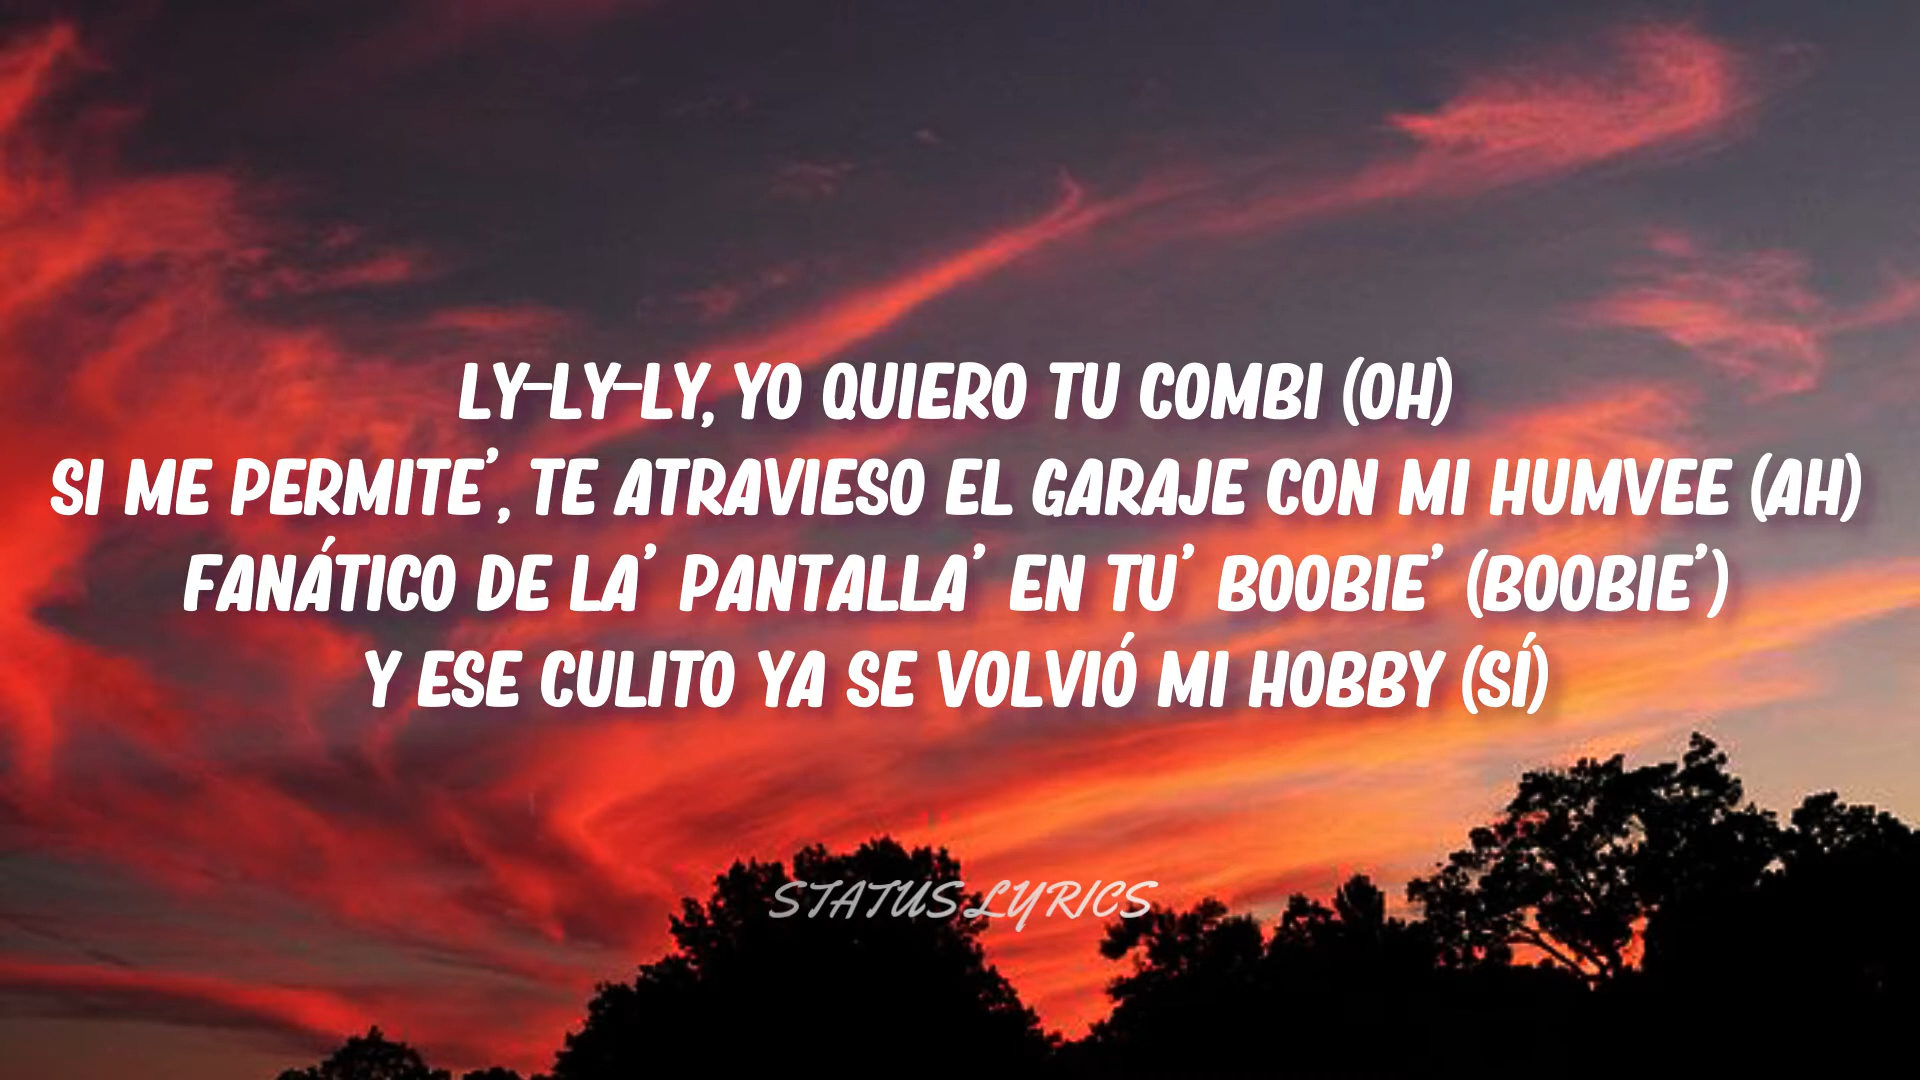 LY-LY-LY, YO QUIERO TU COMBI (OH)
SI ME PERMITE', TE ATRAVIESO EL GARAJE CON MI HUMVEE (AH)
FANÁTICO DE LA' PANTALLA' EN TU' BOOBIE' (BOOBIE')
Y ESE CULITO YA SE VOLVIÓ MI HOBBY (SÍ)
STATUS LYRICS